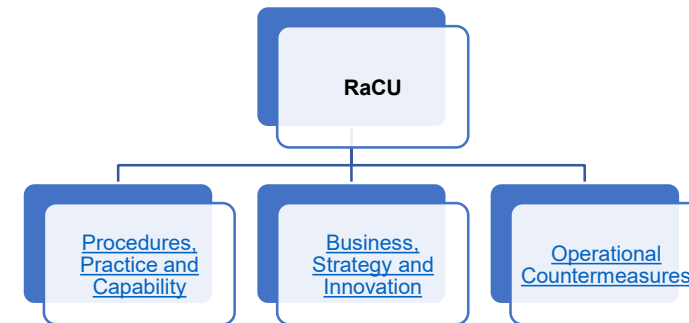 RaCU
Procedures,
Practice and
Capability
Business,
Strategy and
Innovation
Operational
Countermeasures